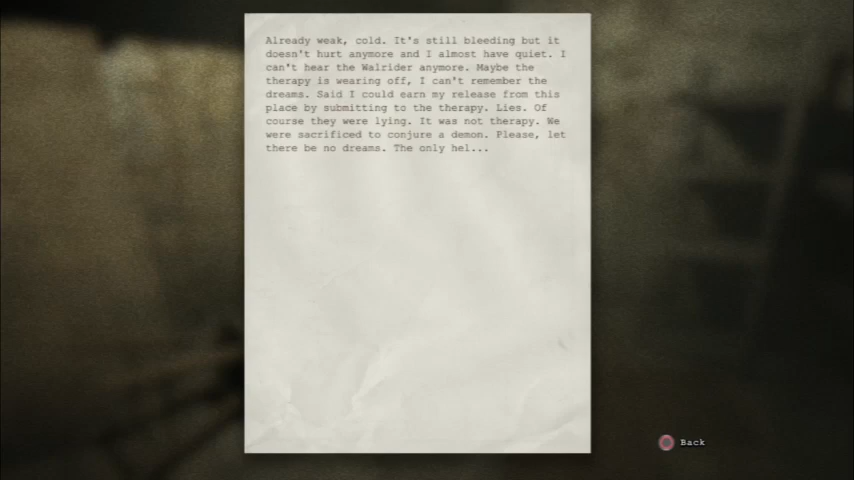 Already weak, cold. It's still bleeding but it
doesn't hurt anymore and I almost have quiet. I
can't hear the Walrider anymore. Maybe the
therapy is wearing off, I can't remember the
dreams. Said I could earn my release from this
place by submitting to the therapy. Lies. Of
course they were lying. It was not therapy. We
were sacrificed to conjure a demon. Please, let
there be no dreams. The only hel...
Back